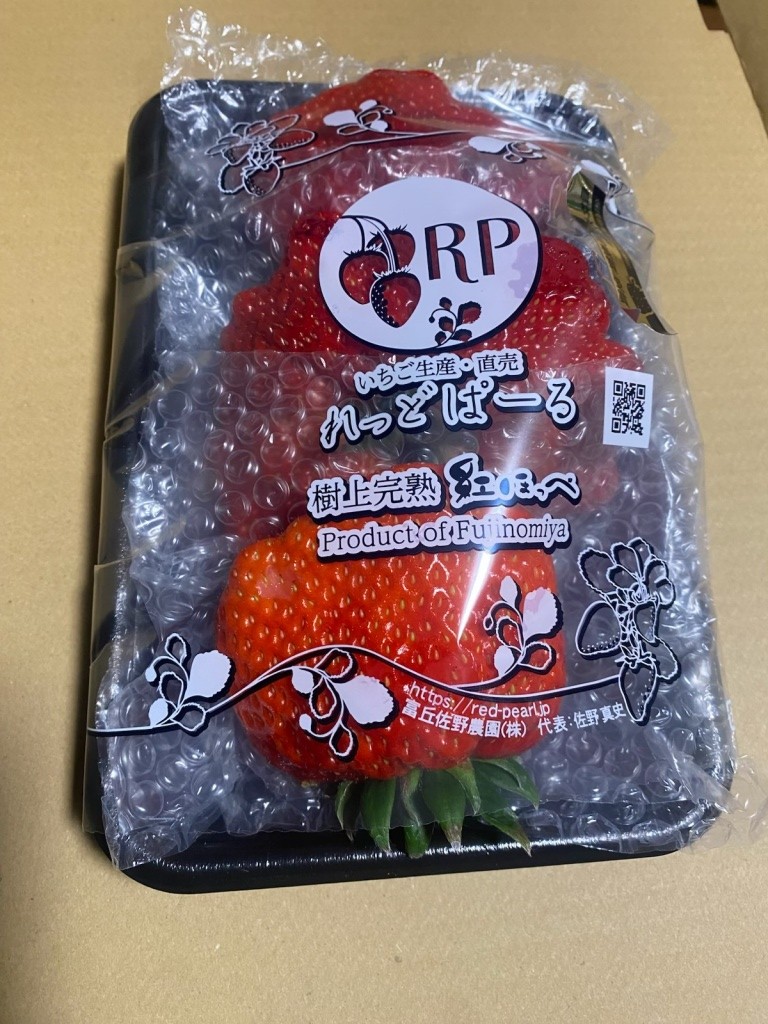 RP
いちご生産・直売
れっどぱーる
樹上完熟 紅ほっぺ
Product of Fujinomiya
https://red-pearl.jp
富丘佐野農園(株) 代表・佐野真史